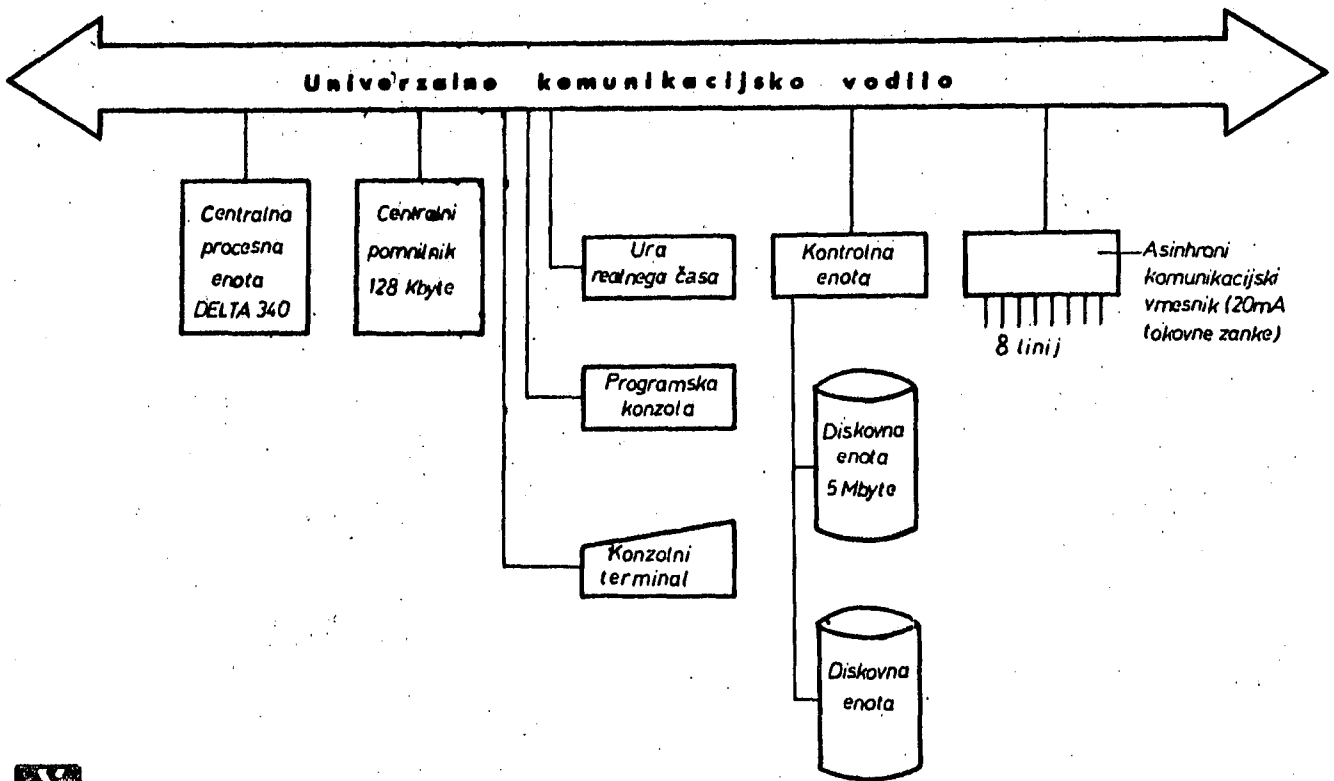 Univerzalno komunikacijsko vodilo
Centralna
procesna
enota
DELTA 340
Centralni
pomnilnik
128 Kbyte
Ura
realnega časa
Programska
konzola
Konzolni
terminal
Kontrolna
enota
Diskovna
enota
5 Mbyte
Diskovna
enota
8 linij
Asinhroni
komunikacijski
vmesnik (20mA
tokovne zanke)